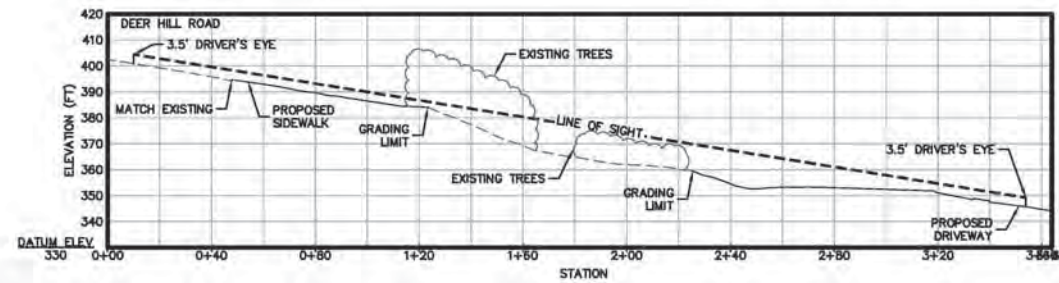 420
DEER HILL ROAD
410
3.5' DRIVER'S EYE
EXISTING TREES
400
390
MATCH EXISTING
PROPOSED
SIDEWALK
380
GRADING
LIMIT
LINE OF SIGHT
370
3.5' DRIVER'S EYE
360
EXISTING TREES
GRADING
LIMIT
350
340
PROPOSED
DRIVEWAY
ELEVATION (FT)
DATUM ELEV
330
0+00
0+40
0+80
1+20
1+60
2+00
2+40
2+80
3+20
STATION